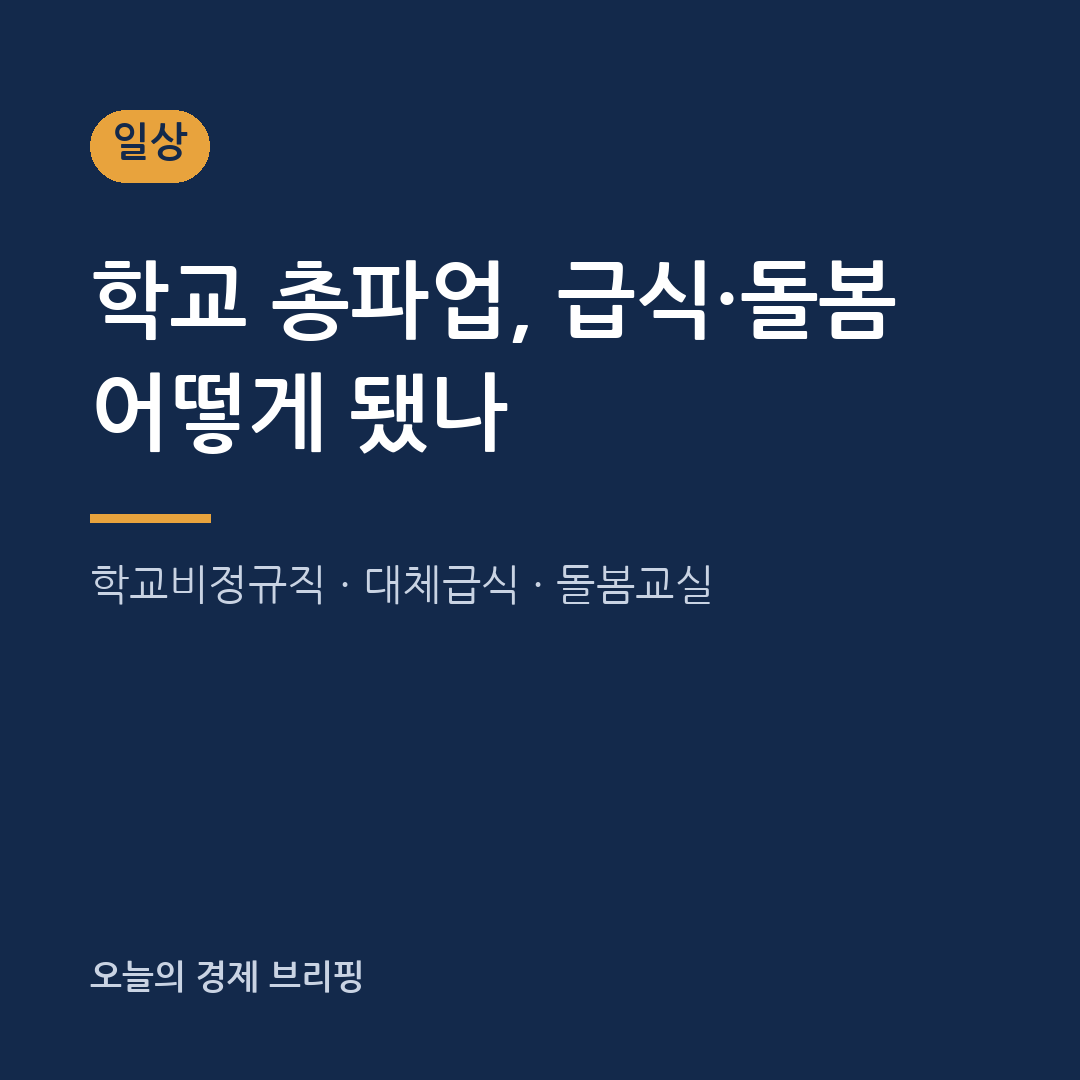 일상
학교 총파업, 급식·돌봄
어떻게 됐나
학교비정규직 · 대체급식 · 돌봄교실
오늘의 경제 브리핑